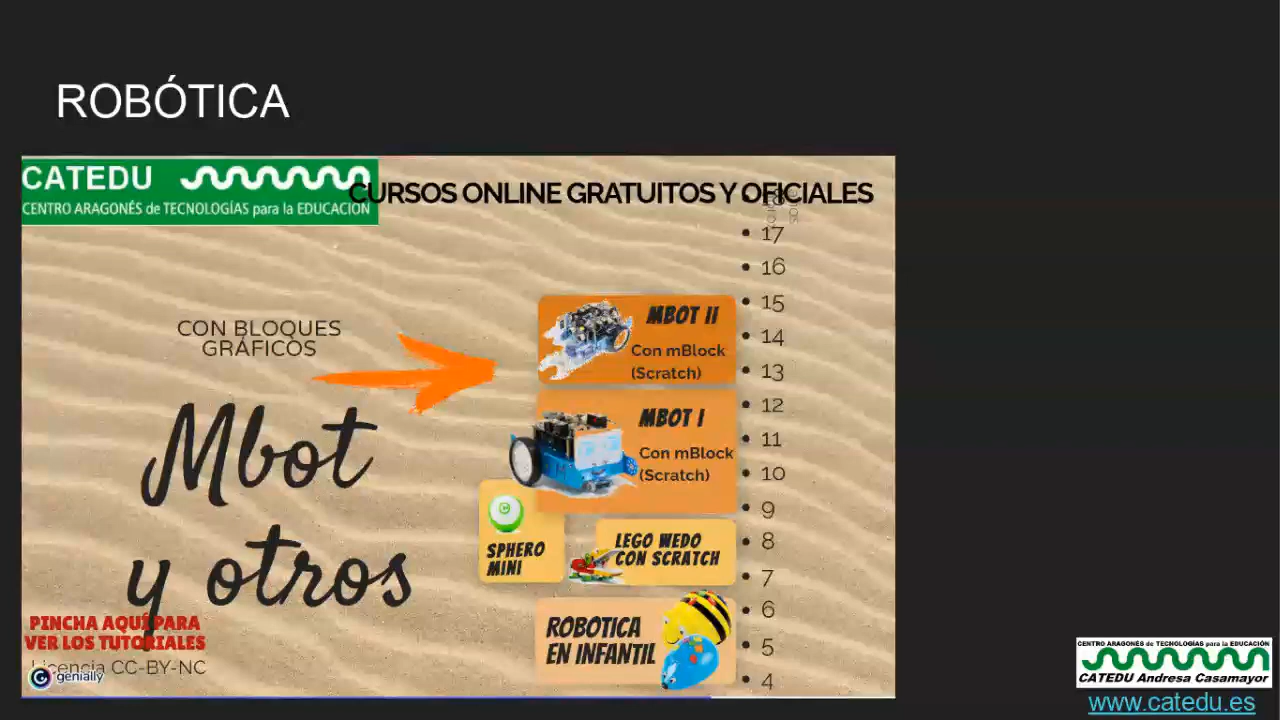 ROBÓTICA
CATEDU
CENTRO ARAGONÉS de TECNOLOGÍAS para la EDUCACIÓN
CURSOS ONLINE GRATUITOS Y OFICIALES
17
16
15
14
13
12
11
10
9
8
7
6
5
4
CON BLOQUES
GRÁFICOS
Mbot
y otros
MBOT II
Con mBlock
(Scratch)
MBOT I
Con mBlock
(Scratch)
SPHERO
MINI
LEGO WEDO
CON SCRATCH
ROBOTICA
EN INFANTIL
PINCHA AQUÍ PARA
VER LOS TUTORIALES
Licencia CC-BY-NC
genially
CENTRO ARAGONÉS de TECNOLOGÍAS para la EDUCACIÓN
CATEDU Andresa Casamayor
www.catedu.es